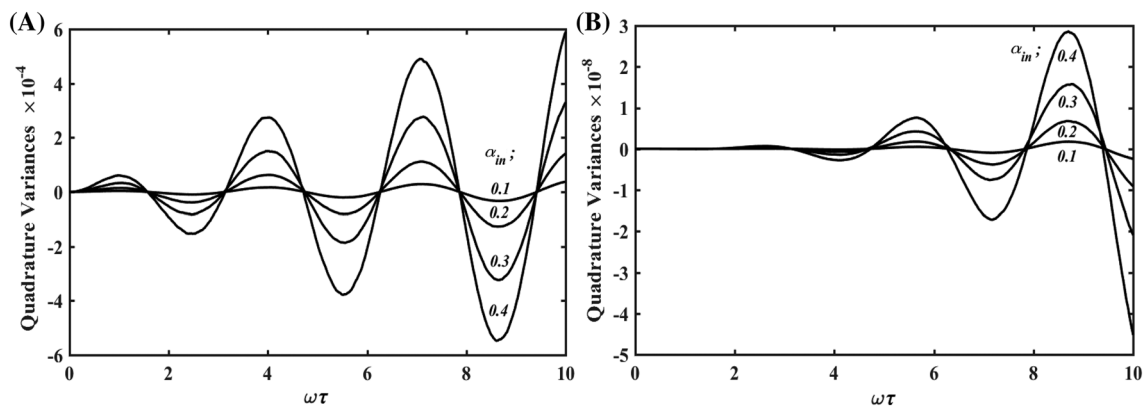 (A)
Quadrature Variances ×10⁻⁴
6
4
2
0
-2
-4
-6
α_in ;
0.1
0.2
0.3
0.4
0 2 4 6 8 10
ωτ
(B)
Quadrature Variances ×10⁻⁸
3
2
1
0
-1
-2
-3
-4
-5
α_in ;
0.4
0.3
0.2
0.1
0 2 4 6 8 10
ωτ